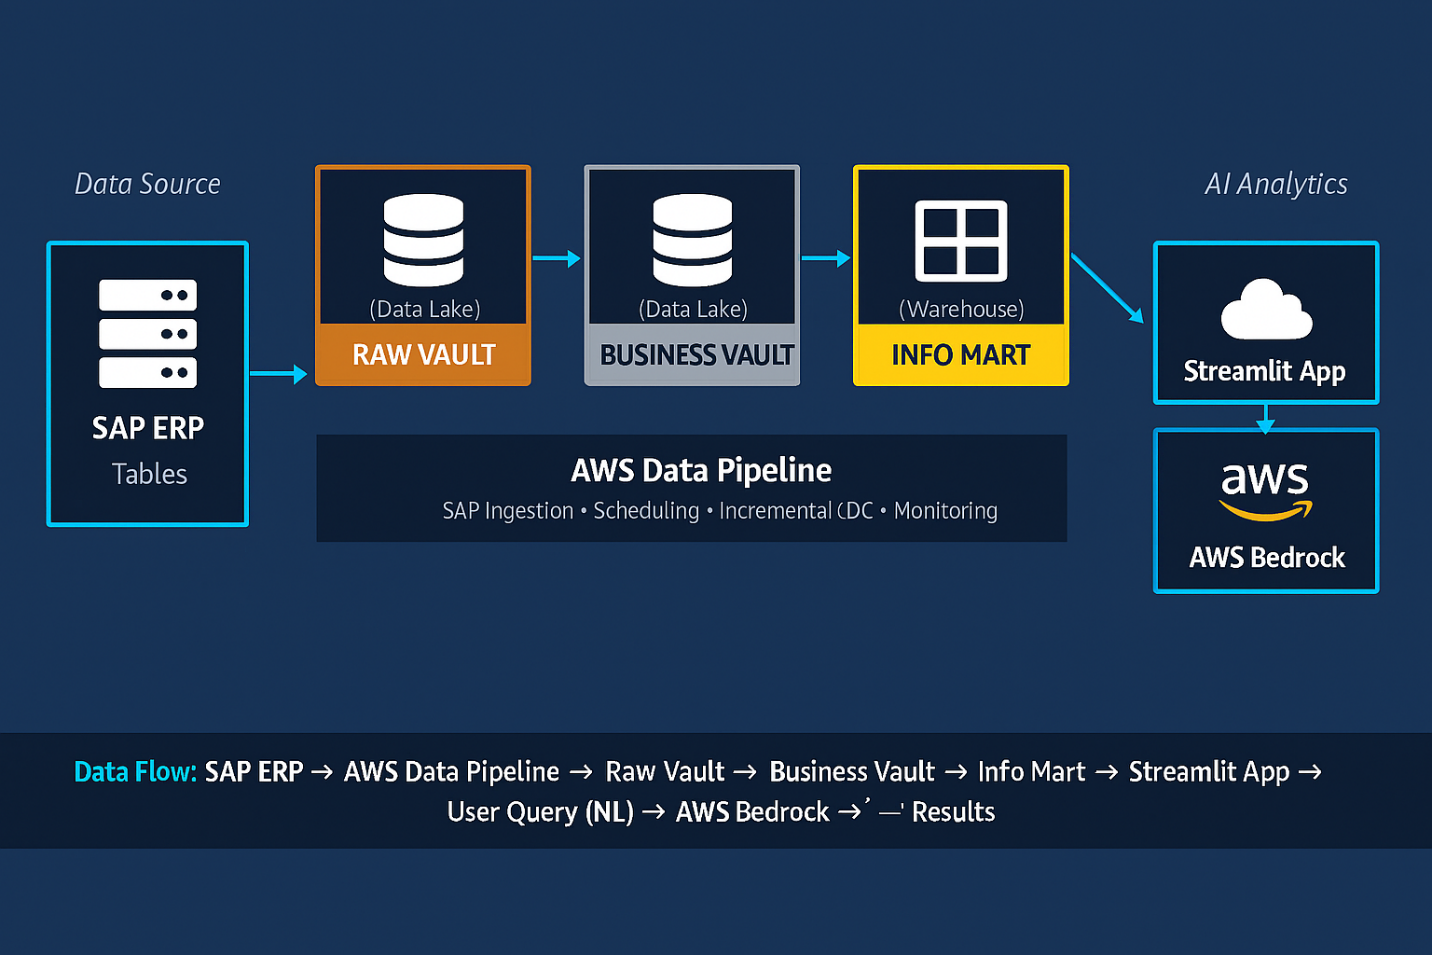 Data Source
AI Analytics
SAP ERP
Tables
(Data Lake)
RAW VAULT
(Data Lake)
BUSINESS VAULT
(Warehouse)
INFO MART
Streamlit App
aws
AWS Bedrock
AWS Data Pipeline
SAP Ingestion • Scheduling • Incremental CDC • Monitoring
Data Flow: SAP ERP → AWS Data Pipeline → Raw Vault → Business Vault → Info Mart → Streamlit App →
User Query (NL) → AWS Bedrock →’ —' Results